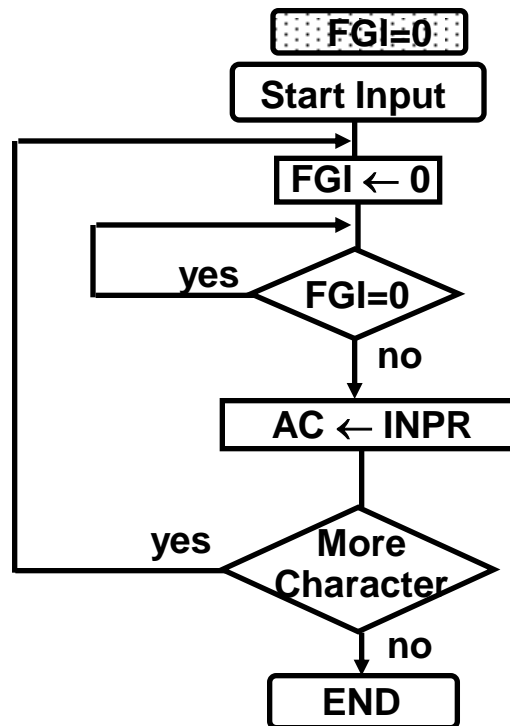 FGI=0
Start Input
FGI ← 0
yes
FGI=0
no
AC ← INPR
yes
More
Character
no
END